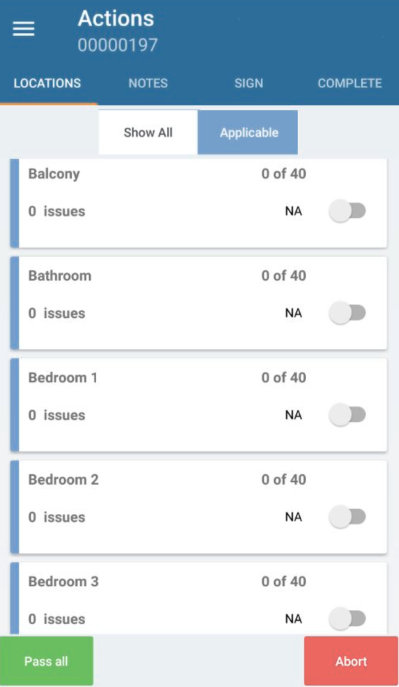 Actions
00000197
LOCATIONS NOTES SIGN COMPLETE
Show All Applicable
Balcony 0 of 40
0 issues NA
Bathroom 0 of 40
0 issues NA
Bedroom 1 0 of 40
0 issues NA
Bedroom 2 0 of 40
0 issues NA
Bedroom 3 0 of 40
0 issues NA
Pass all Abort